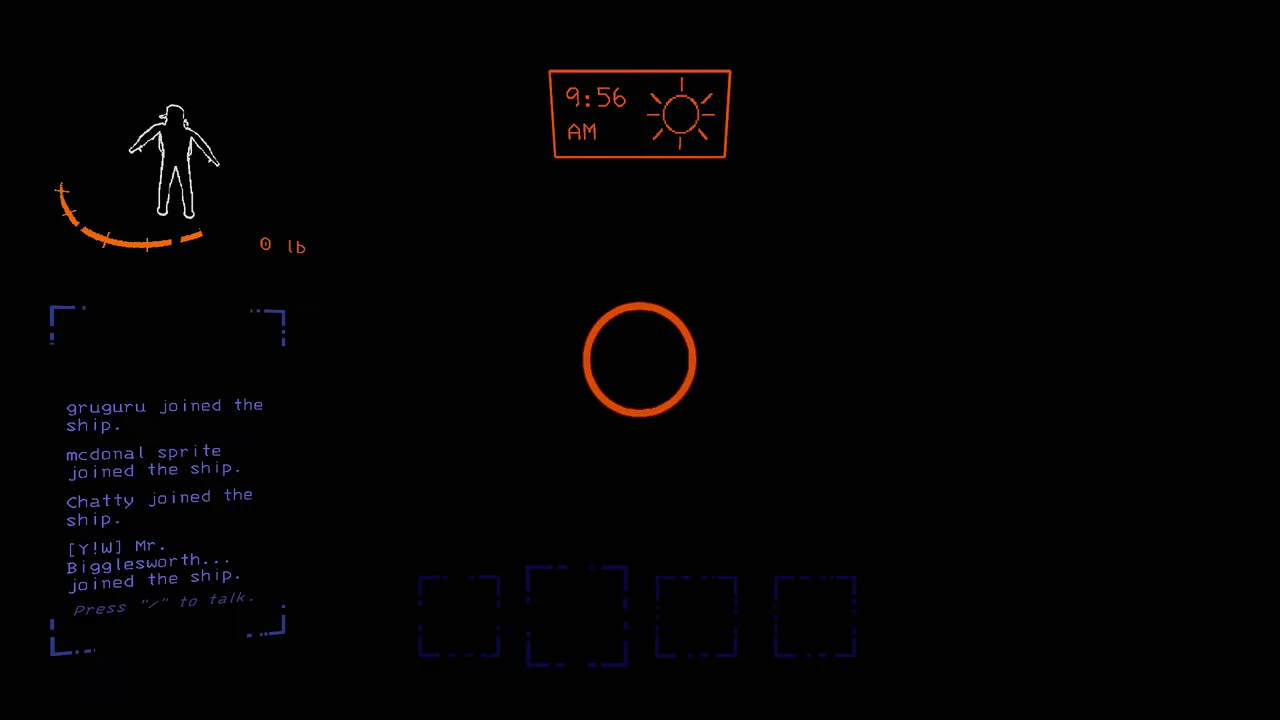 9:56
AM
0 lb
gruguru joined the
ship.
mcdonal sprite
joined the ship.
Chatty joined the
ship.
[Y!W] Mr.
Bigglesworth...
joined the ship.
Press "/" to talk.